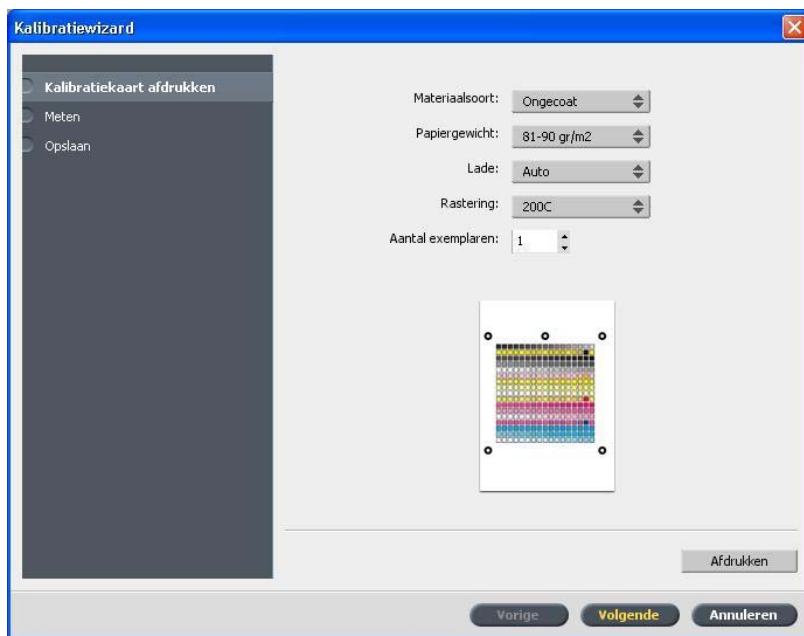 Kalibratiewizard
Kalibratiekaart afdrukken
Meten
Opslaan
Materiaalsoort: Ongecoat
Papiergewicht: 81-90 gr/m2
Lade: Auto
Rastering: 200C
Aantal exemplaren: 1
Afdrukken
Vorige Volgende Annuleren